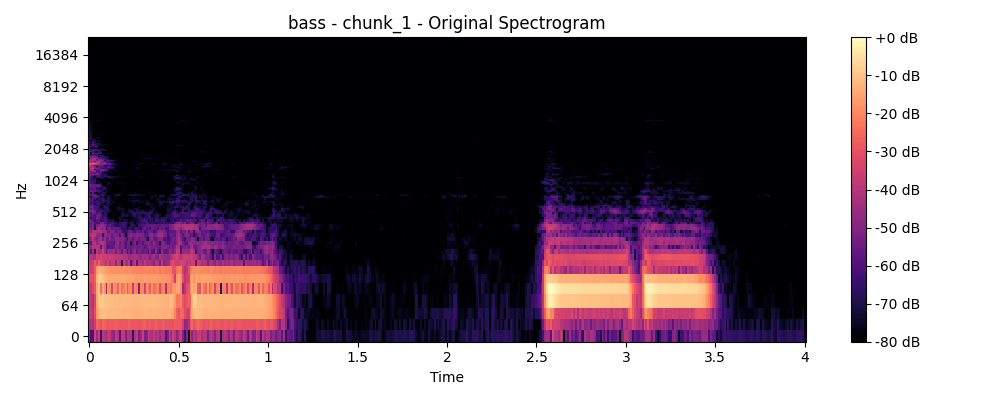 bass - chunk_1 - Original Spectrogram
Hz
16384
8192
4096
2048
1024
512
256
128
64
0
0 0.5 1 1.5 2 2.5 3 3.5 4
Time
+0 dB
-10 dB
-20 dB
-30 dB
-40 dB
-50 dB
-60 dB
-70 dB
-80 dB